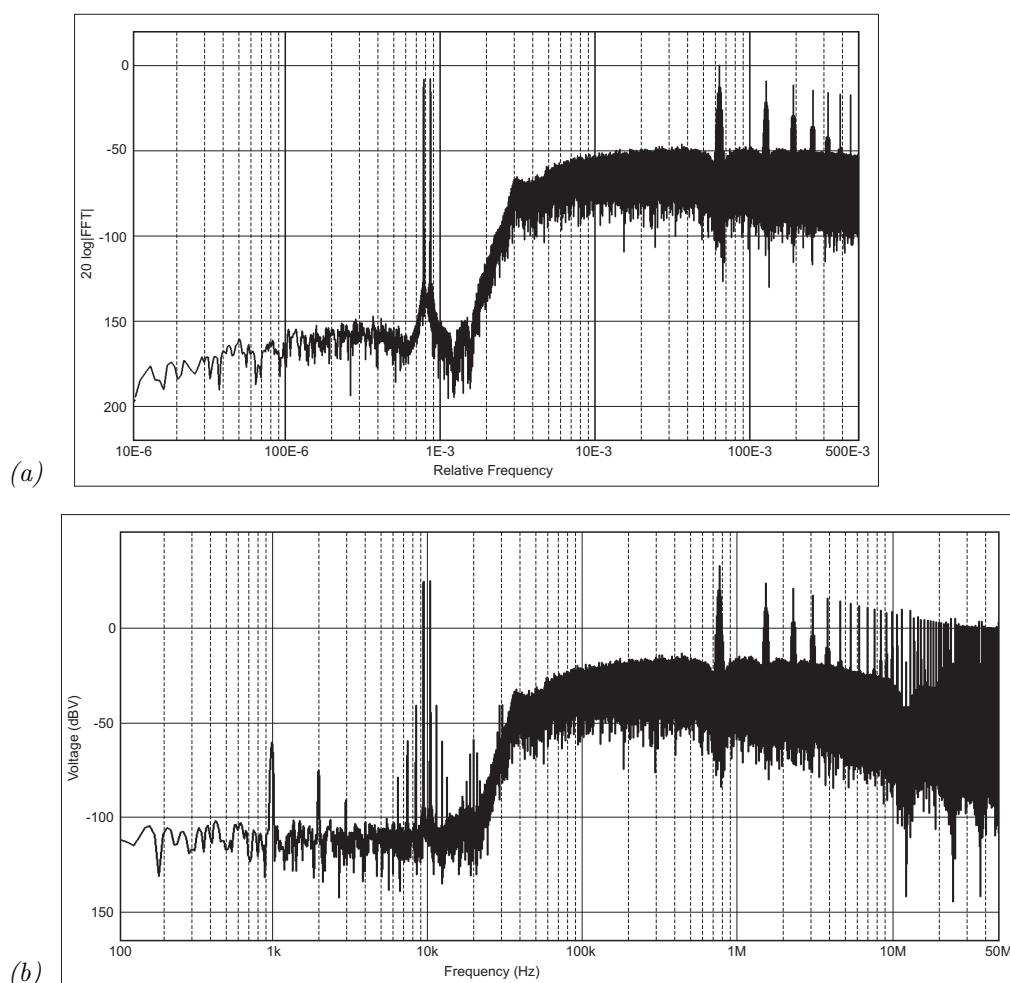 0
-50
-100
150
200
20 log|FFT|
10E-6 100E-6 1E-3 10E-3 100E-3 500E-3
Relative Frequency
(a)
0
-50
-100
150
Voltage (dBV)
100 1k 10k 100k 1M 10M 50M
Frequency (Hz)
(b)